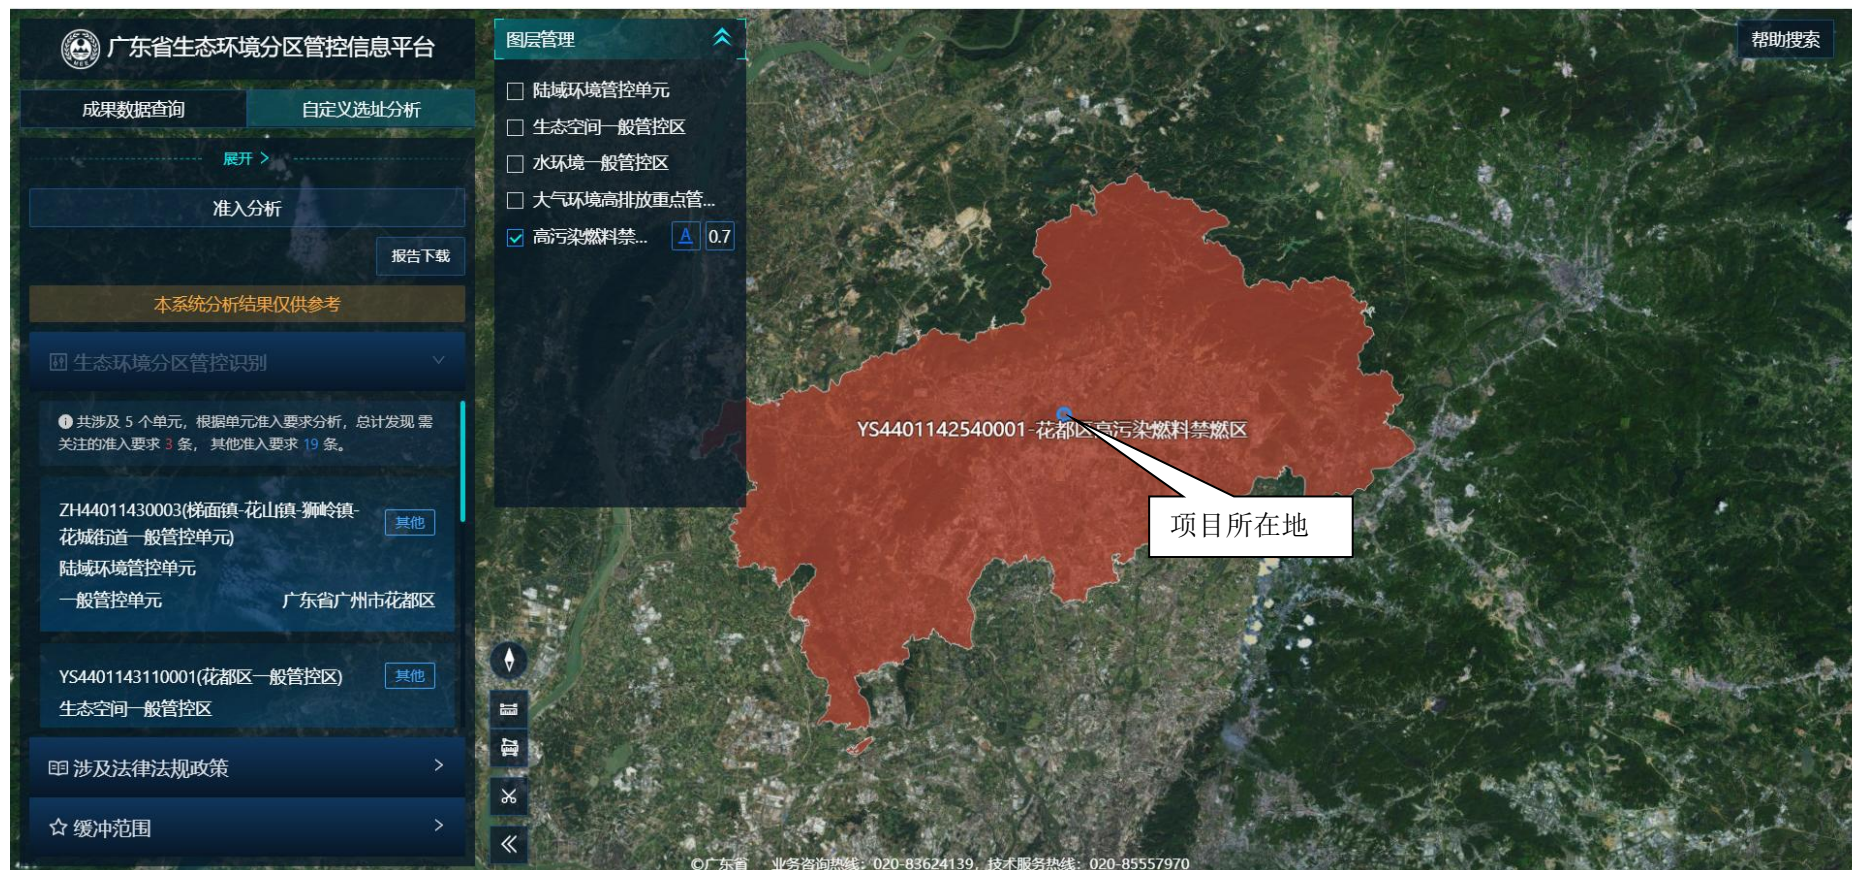 广东省生态环境分区管控信息平台
成果数据查询
自定义选址分析
展开 >
准入分析
报告下载
本系统分析结果仅供参考
生态环境分区管控识别
共涉及 5 个单元，根据单元准入要求分析，总计发现 需
关注的准入要求 3 条， 其他准入要求 19 条。
ZH44011430003(梯面镇-花山镇-狮岭镇-
花城街道一般管控单元)
其他
陆域环境管控单元
一般管控单元
广东省广州市花都区
YS4401143110001(花都区一般管控区)
其他
生态空间一般管控区
涉及法律法规政策
缓冲范围
图层管理
陆域环境管控单元
生态空间一般管控区
水环境一般管控区
大气环境高排放重点管...
高污染燃料禁...
A
0.7
帮助搜索
YS4401142540001-花都区高污染燃料禁燃区
项目所在地
©广东省 业务咨询热线：020-83624139，技术服务热线：020-85557970